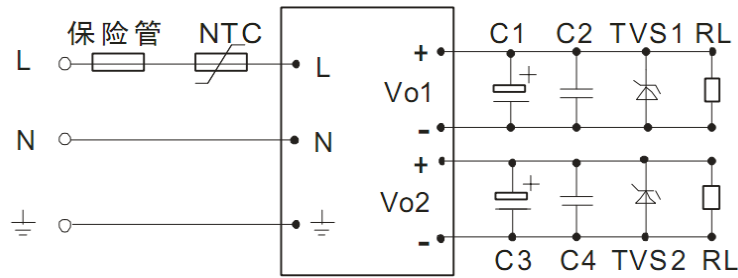 保险管 NTC C1 C2 TVS1 RL
L L + Vo1 -
N N
+ Vo2 -
C3 C4 TVS2 RL